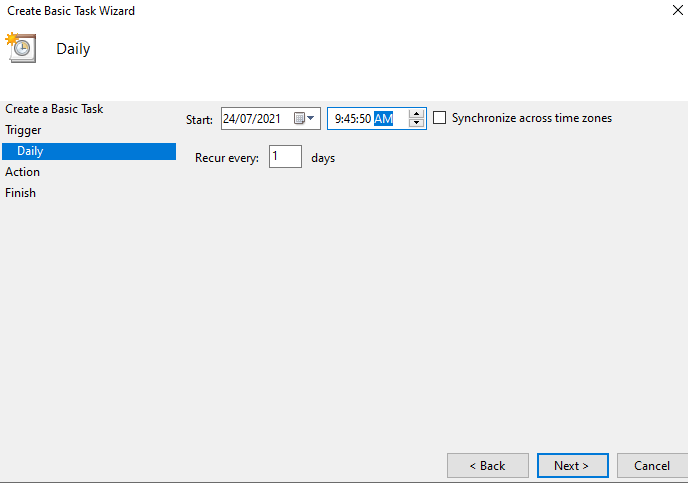 Create Basic Task Wizard
Daily
Create a Basic Task
Trigger
Daily
Action
Finish
Start: 24/07/2021 9:45:50 AM Synchronize across time zones
Recur every: 1 days
< Back Next > Cancel